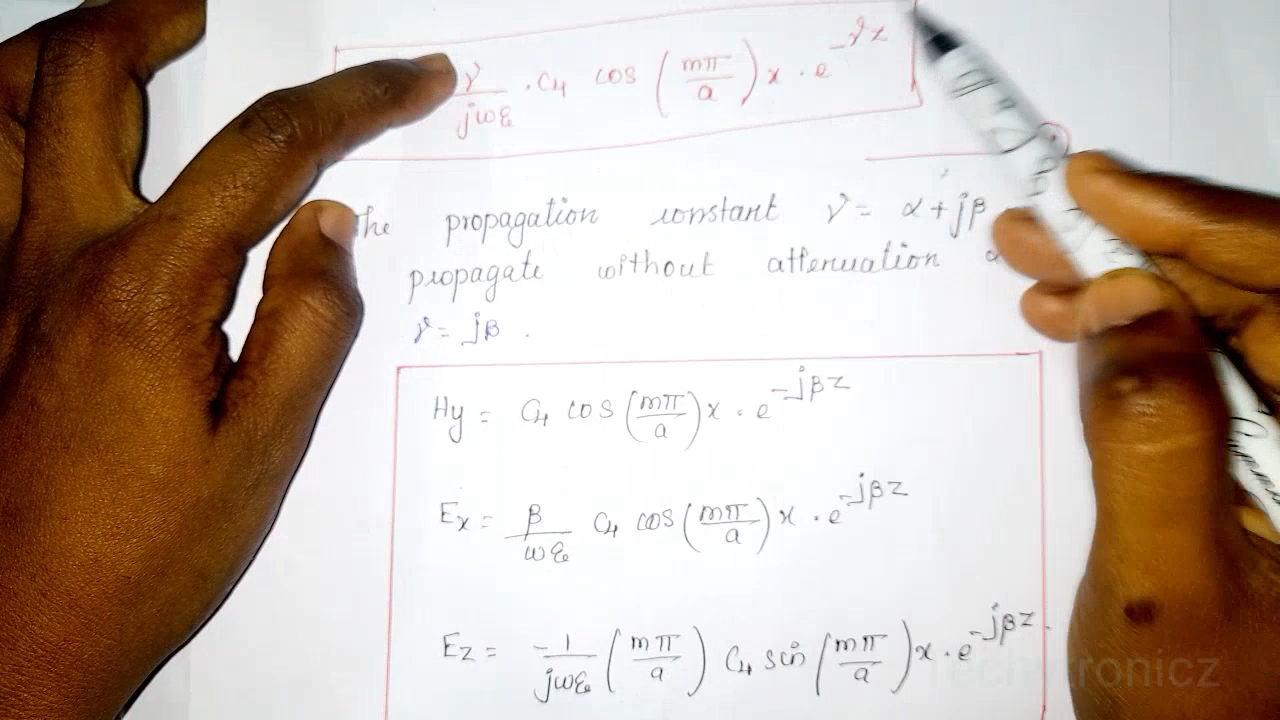 γ/jωε . C4 cos (mπ/a) x . e^-γz
The propagation constant γ = α + jβ
propagate without attenuation
γ = jβ .
Hy = C4 cos (mπ/a) x . e^-jβz
Ex = β/ωε C4 cos (mπ/a) x . e^-jβz
Ez = -1/jωε (mπ/a) C4 sin (mπ/a) x . e^-jβz.